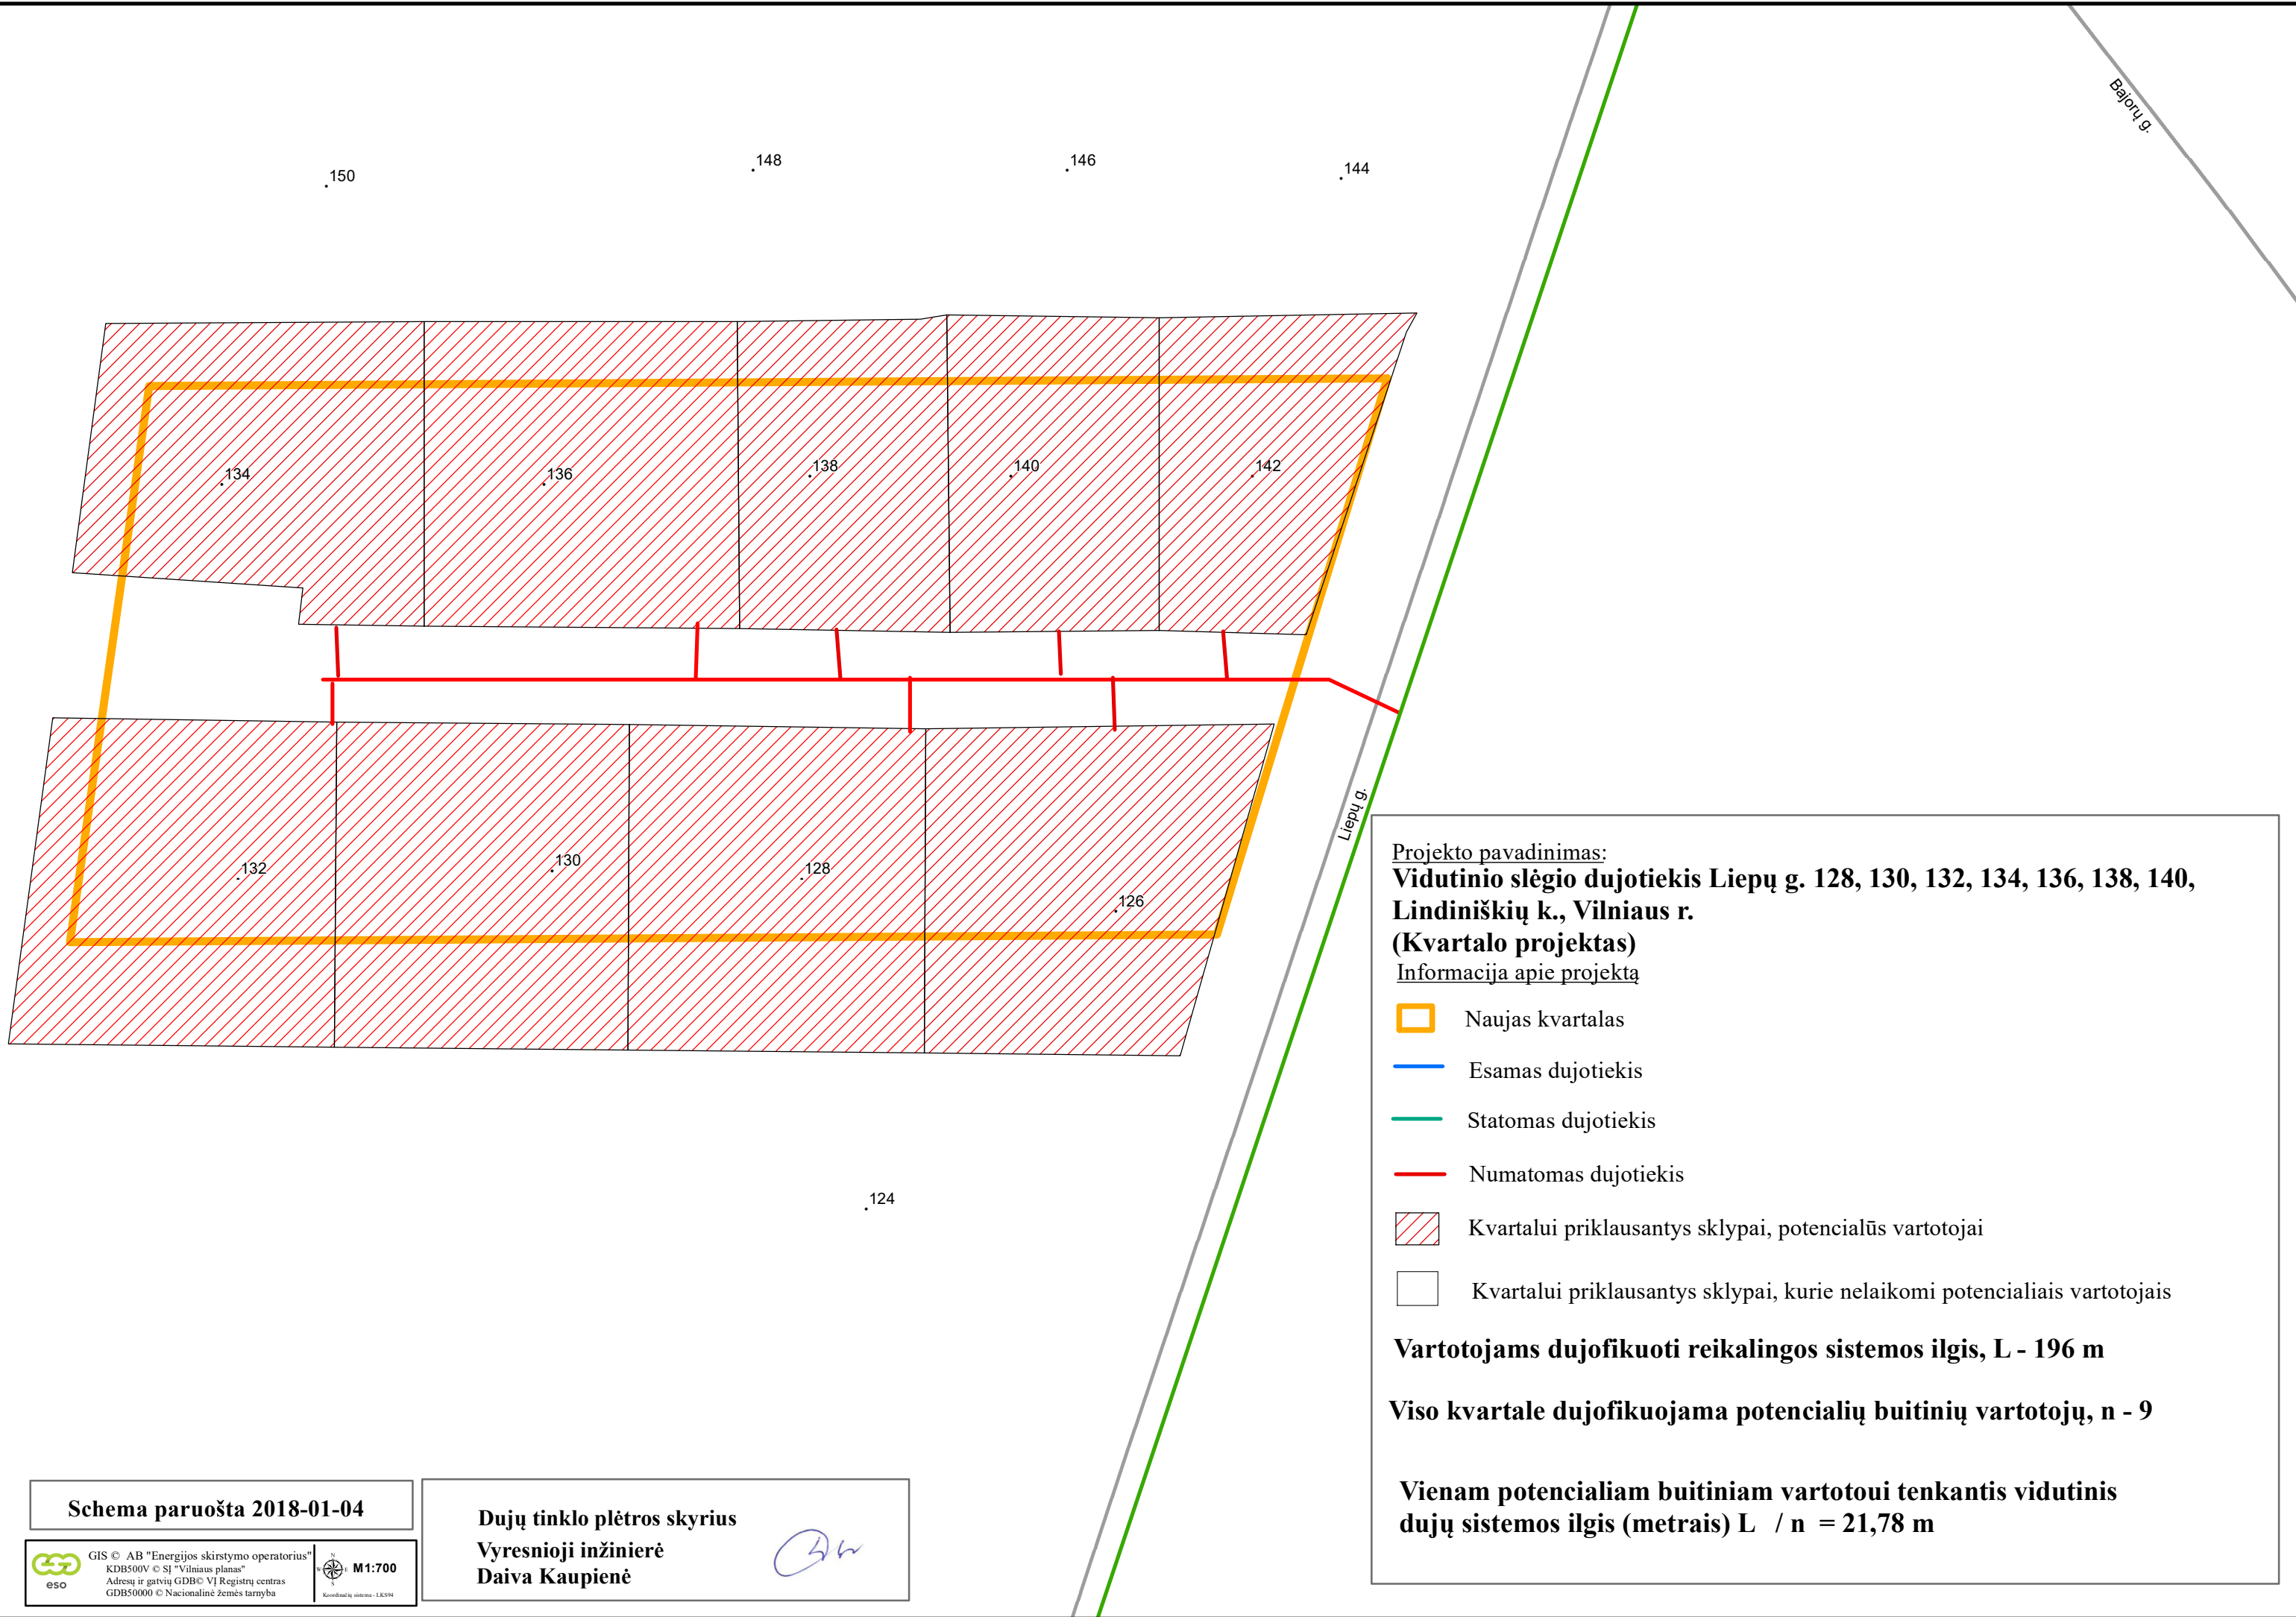 Bajorų g.
150
148
146
144
134
136
138
140
142
132
130
128
126
124
Liepų g.
Projekto pavadinimas:
Vidutinio slėgio dujotiekis Liepų g. 128, 130, 132, 134, 136, 138, 140,
Lindiniškių k., Vilniaus r.
(Kvartalo projektas)
Informacija apie projektą
Naujas kvartalas
Esamas dujotiekis
Statomas dujotiekis
Numatomas dujotiekis
Kvartalui priklausantys sklypai, potencialūs vartotojai
Kvartalui priklausantys sklypai, kurie nelaikomi potencialiais vartotojais
Vartotojams dujofikuoti reikalingos sistemos ilgis, L - 196 m
Viso kvartale dujofikuojama potencialių buitinių vartotojų, n - 9
Vienam potencialiam buitiniam vartotoui tenkantis vidutinis
dujų sistemos ilgis (metrais) L / n = 21,78 m
Schema paruošta 2018-01-04
Dujų tinklo plėtros skyrius
Vyresnioji inžinierė
Daiva Kaupienė
eso
GIS © AB "Energijos skirstymo operatorius"
KDB500V © SĮ "Vilniaus planas"
Adresų ir gatvių GDB© VĮ Registrų centras
GDB50000 © Nacionalinė žemės tarnyba
N
W E
S
M 1:700
Koordinačių sistema - LKS94